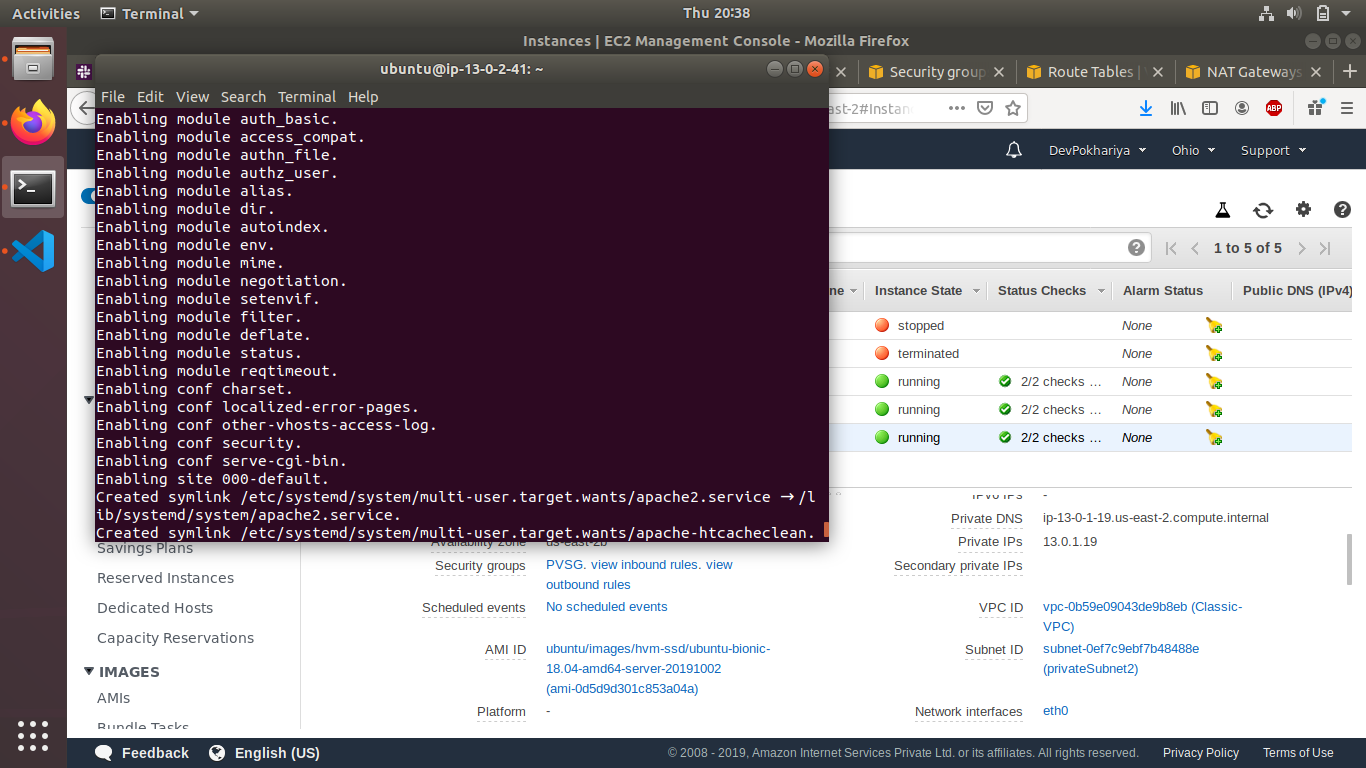 Activities
Terminal
Thu 20:38
Instances | EC2 Management Console - Mozilla Firefox
ubuntu@ip-13-0-2-41: ~
Security group
Route Tables | V
NAT Gateways
File Edit View Search Terminal Help
ast-2#Instan
ABP
Enabling module auth_basic.
Enabling module access_compat.
Enabling module authn_file.
Enabling module authz_user.
Enabling module alias.
Enabling module dir.
Enabling module autoindex.
Enabling module env.
Enabling module mime.
Enabling module negotiation.
Enabling module setenvif.
Enabling module filter.
Enabling module deflate.
Enabling module status.
Enabling module reqtimeout.
Enabling conf charset.
Enabling conf localized-error-pages.
Enabling conf other-vhosts-access-log.
Enabling conf security.
Enabling conf serve-cgi-bin.
Enabling site 000-default.
Created symlink /etc/systemd/system/multi-user.target.wants/apache2.service → /l
ib/systemd/system/apache2.service.
Created symlink /etc/systemd/system/multi-user.target.wants/apache-htcacheclean.
DevPokhariya Ohio Support
1 to 5 of 5
ne Instance State Status Checks Alarm Status Public DNS (IPv4)
stopped None
terminated None
running 2/2 checks … None
running 2/2 checks … None
running 2/2 checks … None
Savings Plans
Reserved Instances
Dedicated Hosts
Capacity Reservations
IMAGES
AMIs
Bundle Tasks
Availability zone us-east-2b
Security groups PVSG. view inbound rules. view
outbound rules
Scheduled events No scheduled events
AMI ID ubuntu/images/hvm-ssd/ubuntu-bionic-
18.04-amd64-server-20191002
(ami-0d5d9d301c853a04a)
Platform -
IPv6 IPs -
Private DNS ip-13-0-1-19.us-east-2.compute.internal
Private IPs 13.0.1.19
Secondary private IPs
VPC ID vpc-0b59e09043de9b8eb (Classic-
VPC)
Subnet ID subnet-0ef7c9ebf7b48488e
(privateSubnet2)
Network interfaces eth0
Feedback English (US)
© 2008 - 2019, Amazon Internet Services Private Ltd. or its affiliates. All rights reserved. Privacy Policy Terms of Use